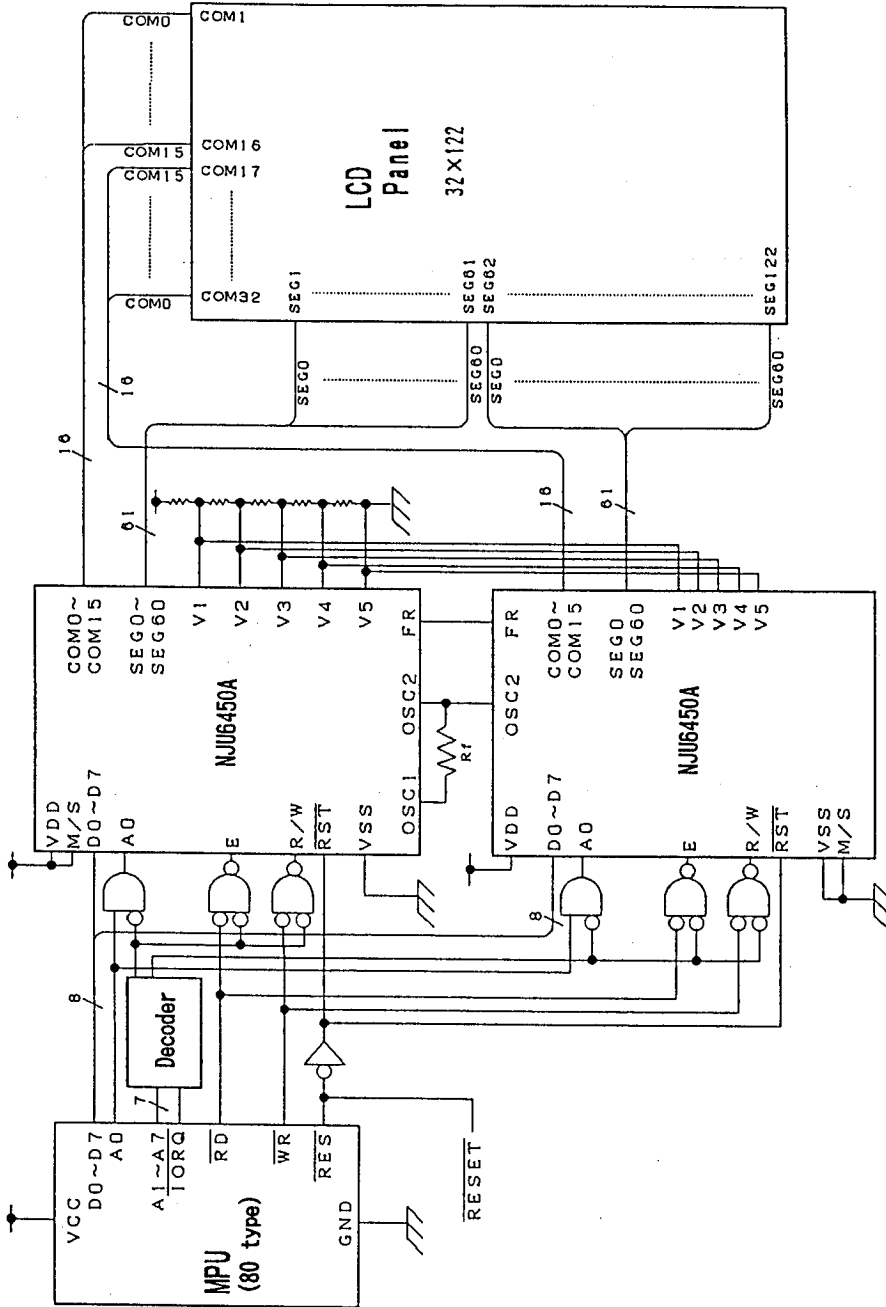 VCC
D0~D7
A0
A1~A7
IORQ
RD
WR
RES
GND
MPU
(80 type)
8
7
Decoder
RESET
VDD
M/S
D0~D7
A0
E
R/W
RST
VSS
NJU6450A
COM0~
COM15
SEG0~
SEG60
V1
V2
V3
V4
V5
OSC1
OSC2
FR
Rf
16
61
8
VDD
D0~D7
A0
E
R/W
RST
VSS
M/S
NJU6450A
OSC2
FR
COM0~
COM15
SEG0
SEG60
V1
V2
V3
V4
V5
16
61
16
COM0
COM15
COM15
COM0
COM1
COM16
COM17
COM32
LCD
Panel
32×122
SEG1
SEG61
SEG62
SEG122
SEG0
SEG60
SEG0
SEG60